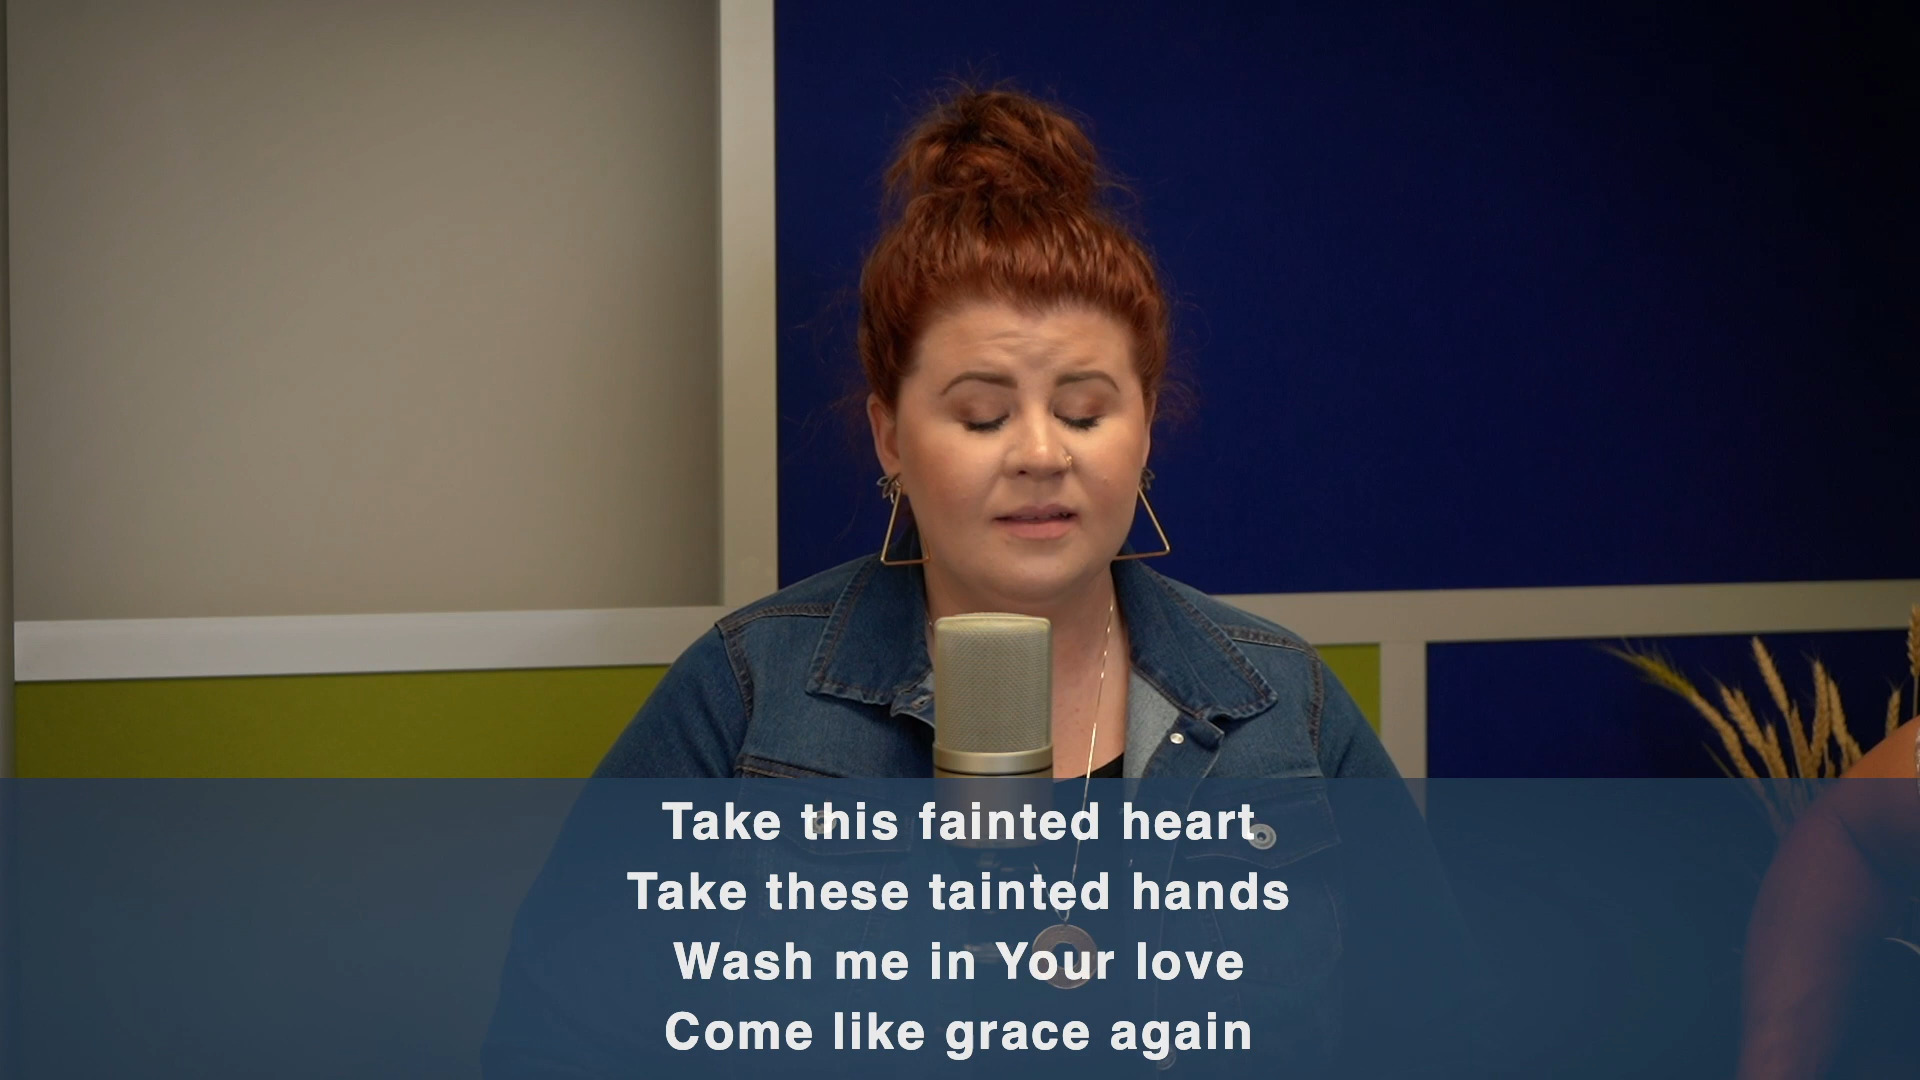 Take this fainted heart
Take these tainted hands
Wash me in Your love
Come like grace again